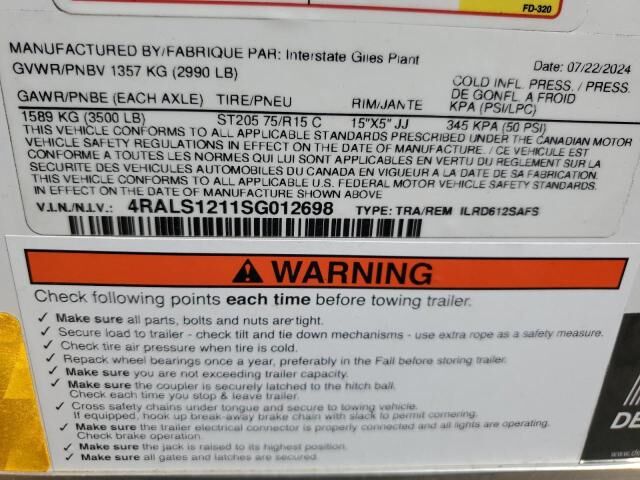 FD-320
MANUFACTURED BY/FABRIQUE PAR: Interstate Giles Plant
Date: 07/22/2024
GVWR/PNBV 1357 KG (2990 LB)
COLD INFL. PRESS. / PRESS.
DE GONFL A FROID
KPA (PSI/LPC)
GAWR/PNBE (EACH AXLE) TIRE/PNEU RIM/JANTE
1589 KG (3500 LB) ST205 75/R15 C 15"X5" JJ 345 KPA (50 PSI)
THIS VEHICLE CONFORMS TO ALL APPLICABLE STANDARDS PRESCRIBED UNDER THE CANADIAN MOTOR
VEHICLE SAFETY REGULATIONS IN EFFECT ON THE DATE OF MANUFACTURE / CE VEHICULE EST
CONFORME A TOUTES LES NORMES QUI LUI SONT APPLICABLES EN VERTU DU REGLEMENT SUR LA
SECURITE DES VEHICULES AUTOMOBILES DU CANADA EN VIGUEUR A LA DATE DE SA FABRICATION
THIS VEHICLE CONFORMS TO ALL APPLICABLE U.S. FEDERAL MOTOR VEHICLE SAFETY STANDARDS.
IN EFFECT ON THE DATE OF MANUFACTURE SHOWN ABOVE
V.I.N./N.I.V.: 4RALS1211SG012698 TYPE: TRA/REM ILRD612SAFS
WARNING
Check following points each time before towing trailer.
✓ Make sure all parts, bolts and nuts are tight.
✓ Secure load to trailer - check tilt and tie down mechanisms - use extra rope as a safety measure.
✓ Check tire air pressure when tire is cold.
✓ Repack wheel bearings once a year, preferably in the Fall before storing trailer.
✓ Make sure you are not exceeding trailer capacity.
✓ Make sure the coupler is securely latched to the hitch ball.
Check each time you stop & leave trailer.
✓ Cross safety chains under tongue and secure to towing vehicle.
If equipped, hook up break-away brake chain with slack to permit cornering.
✓ Make sure the trailer electrical connector is properly connected and all lights are operating.
Check brake operation.
✓ Make sure the jack is raised to its highest position.
✓ Make sure all gates and latches are secured.